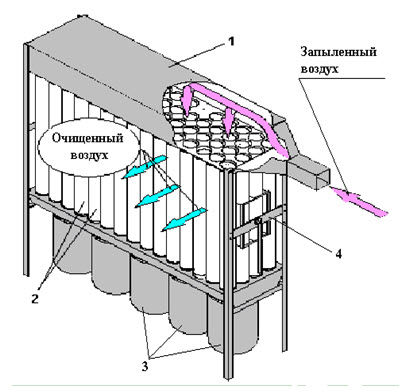 1
Запыленный
воздух
Очищенный
воздух
4
2
3